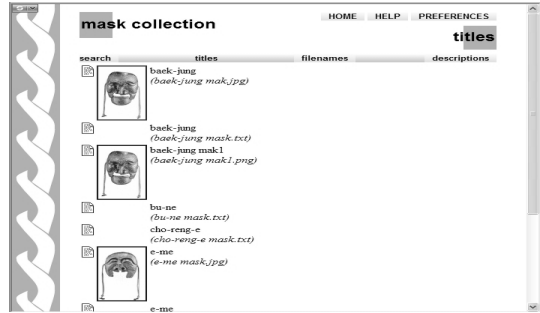 HOME HELP PREFERENCES
mask collection
titles
search titles filenames descriptions
baek-jung
(baek-jung mak.jpg)
baek-jung
(baek-jung mask.txt)
baek-jung mak1
(baek-jung mak1.png)
bu-ne
(bu-ne mask.txt)
cho-reng-e
(cho-reng-e mask.txt)
e-me
(e-me mask.jpg)
e-me